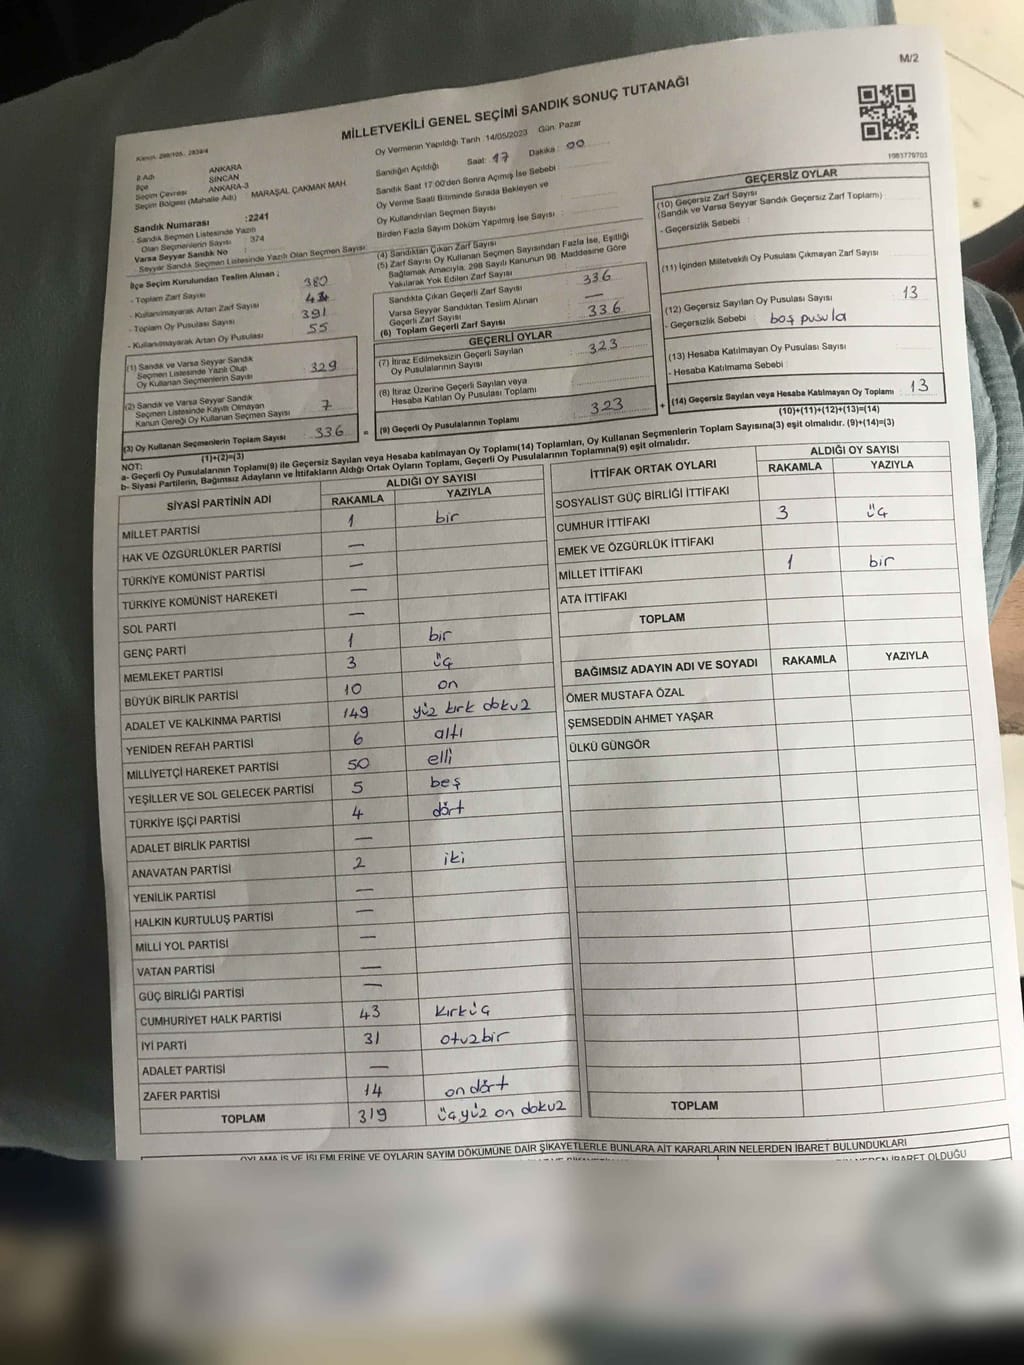 M/2
MİLLETVEKİLİ GENEL SEÇİMİ SANDIK SONUÇ TUTANAĞI
Kanun: 298/105, 2839/4
1983779703
İl Adı ANKARA
İlçe SİNCAN
Seçim Çevresi ANKARA-3
Seçim Bölgesi (Mahalle Adı) : MARAŞAL ÇAKMAK MAH.
Sandık Numarası :2241
- Sandık Seçmen Listesinde Yazılı
Olan Seçmenlerin Sayısı : 374
Varsa Seyyar Sandık No :
- Seyyar Sandık Seçmen Listesinde Yazılı Olan Seçmen Sayısı:
İlçe Seçim Kurulundan Teslim Alınan ;
- Toplam Zarf Sayısı 380
- Kullanılmayarak Artan Zarf Sayısı
- Toplam Oy Pusulası Sayısı 391
- Kullanılmayarak Artan Oy Pusulası 55
(1) Sandık ve Varsa Seyyar Sandık
Seçmen Listesinde Yazılı Olup
Oy Kullanan Seçmenlerin Sayısı 329
(2) Sandık ve Varsa Seyyar Sandık
Seçmen Listesinde Kayıtlı Olmayan
Kanun Gereği Oy Kullanan Seçmen Sayısı 7
(3) Oy Kullanan Seçmenlerin Toplam Sayısı 336
(1)+(2)=(3)
Oy Vermenin Yapıldığı Tarih 14/05/2023 Gün: Pazar
Sandığın Açıldığı Saat: 17 Dakika : 00
Sandık Saat 17:00'den Sonra Açılmış İse Sebebi
Oy Verme Saati Bitiminde Sırada Bekleyen ve
Oy Kullandırılan Seçmen Sayısı
Birden Fazla Sayım Döküm Yapılmış İse Sayısı :
(4) Sandıktan Çıkan Zarf Sayısı
(5) Zarf Sayısı Oy Kullanan Seçmen Sayısından Fazla İse, Eşitliği
Bağlamak Amacıyla, 298 Sayılı Kanunun 98. Maddesine Göre
Yakılarak Yok Edilen Zarf Sayısı
Sandıkta Çıkan Geçerli Zarf Sayısı 336
Varsa Seyyar Sandıktan Teslim Alınan
Geçerli Zarf Sayısı —
(6) Toplam Geçerli Zarf Sayısı 336
GEÇERLİ OYLAR
(7) İtiraz Edilmeksizin Geçerli Sayılan
Oy Pusulalarının Sayısı 323
(8) İtiraz Üzerine Geçerli Sayılan veya
Hesaba Katılan Oy Pusulası Toplamı
= (9) Geçerli Oy Pusulalarının Toplamı 323 +
GEÇERSİZ OYLAR
(10) Geçersiz Zarf Sayısı
(Sandık ve Varsa Seyyar Sandık Geçersiz Zarf Toplamı)
- Geçersizlik Sebebi :
(11) İçinden Milletvekili Oy Pusulası Çıkmayan Zarf Sayısı
(12) Geçersiz Sayılan Oy Pusulası Sayısı 13
- Geçersizlik Sebebi : boş pusula
(13) Hesaba Katılmayan Oy Pusulası Sayısı
- Hesaba Katılmama Sebebi
(14) Geçersiz Sayılan veya Hesaba Katılmayan Oy Toplamı : 13
(10)+(11)+(12)+(13)=(14)
NOT:
a- Geçerli Oy Pusulalarının Toplamı(9) ile Geçersiz Sayılan veya Hesaba katılmayan Oy Toplamı(14) Toplamları, Oy Kullanan Seçmenlerin Toplam Sayısına(3) eşit olmalıdır. (9)+(14)=(3)
b- Siyasi Partilerin, Bağımsız Adayların ve İttifakların Aldığı Ortak Oyların Toplamı, Geçerli Oy Pusulalarının Toplamına(9) eşit olmalıdır.
SİYASİ PARTİNİN ADI ALDIĞI OY SAYISI
RAKAMLA YAZIYLA
MİLLET PARTİSİ 1 bir
HAK VE ÖZGÜRLÜKLER PARTİSİ —
TÜRKİYE KOMÜNİST PARTİSİ —
TÜRKİYE KOMÜNİST HAREKETİ —
SOL PARTİ —
GENÇ PARTİ 1 bir
MEMLEKET PARTİSİ 3 üç
BÜYÜK BİRLİK PARTİSİ 10 on
ADALET VE KALKINMA PARTİSİ 149 yüz kırk dokuz
YENİDEN REFAH PARTİSİ 6 altı
MİLLİYETÇİ HAREKET PARTİSİ 50 elli
YEŞİLLER VE SOL GELECEK PARTİSİ 5 beş
TÜRKİYE İŞÇİ PARTİSİ 4 dört
ADALET BİRLİK PARTİSİ —
ANAVATAN PARTİSİ 2 iki
YENİLİK PARTİSİ —
HALKIN KURTULUŞ PARTİSİ —
MİLLİ YOL PARTİSİ —
VATAN PARTİSİ —
GÜÇ BİRLİĞİ PARTİSİ —
CUMHURİYET HALK PARTİSİ 43 kırküç
İYİ PARTİ 31 otuzbir
ADALET PARTİSİ —
ZAFER PARTİSİ 14 on dört
TOPLAM 319 üçyüz on dokuz
İTTİFAK ORTAK OYLARI ALDIĞI OY SAYISI
RAKAMLA YAZIYLA
SOSYALİST GÜÇ BİRLİĞİ İTTİFAKI
CUMHUR İTTİFAKI 3 üç
EMEK VE ÖZGÜRLÜK İTTİFAKI
MİLLET İTTİFAKI 1 bir
ATA İTTİFAKI
TOPLAM
BAĞIMSIZ ADAYIN ADI VE SOYADI RAKAMLA YAZIYLA
ÖMER MUSTAFA ÖZAL
ŞEMSEDDİN AHMET YAŞAR
ÜLKÜ GÜNGÖR
TOPLAM
OYLAMA İŞ VE İŞLEMLERİNE VE OYLARIN SAYIM DÖKÜMÜNE DAİR ŞİKAYETLERLE BUNLARA AİT KARARLARIN NELERDEN İBARET BULUNDUKLARI
NEDEN İBARET OLDUĞU